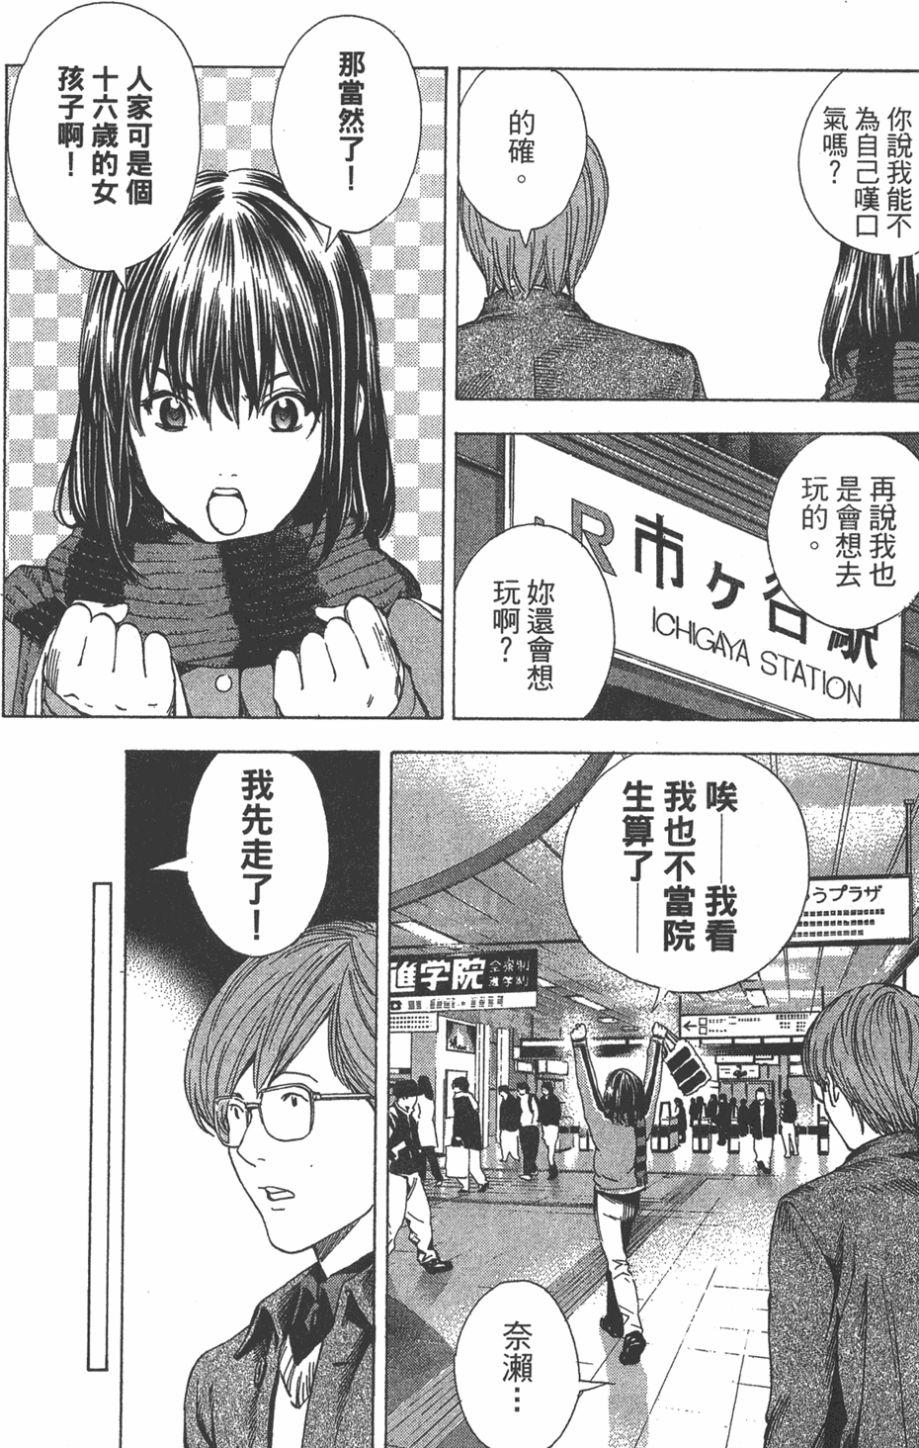 你說我能不
為自己嘆口
氣嗎？
的確。
那當然了！
人家可是個
十六歲的女
孩子啊！
再說我也
是會想去
玩的。
JR市ヶ谷駅
ICHIGAYA STATION
妳還會想
玩啊？
唉——我看
我也不當院
生算了——
うプラザ
進学院
奈瀨…
我先走了！